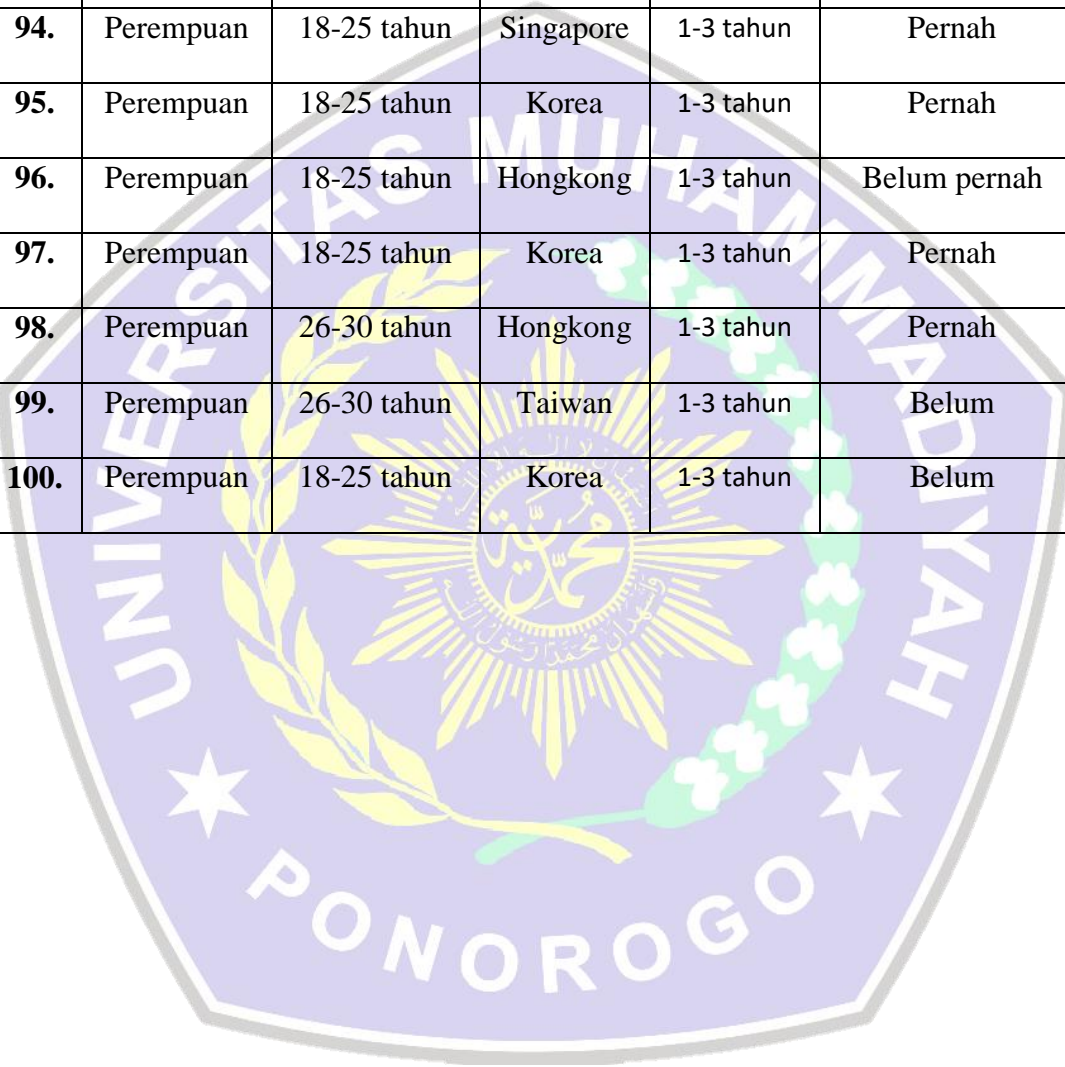 94. Perempuan 18-25 tahun Singapore 1-3 tahun Pernah
95. Perempuan 18-25 tahun Korea 1-3 tahun Pernah
96. Perempuan 18-25 tahun Hongkong 1-3 tahun Belum pernah
97. Perempuan 18-25 tahun Korea 1-3 tahun Pernah
98. Perempuan 26-30 tahun Hongkong 1-3 tahun Pernah
99. Perempuan 26-30 tahun Taiwan 1-3 tahun Belum
100. Perempuan 18-25 tahun Korea 1-3 tahun Belum
UNIVERSITAS MUHAMMADIYAH
PONOROGO
محمدية